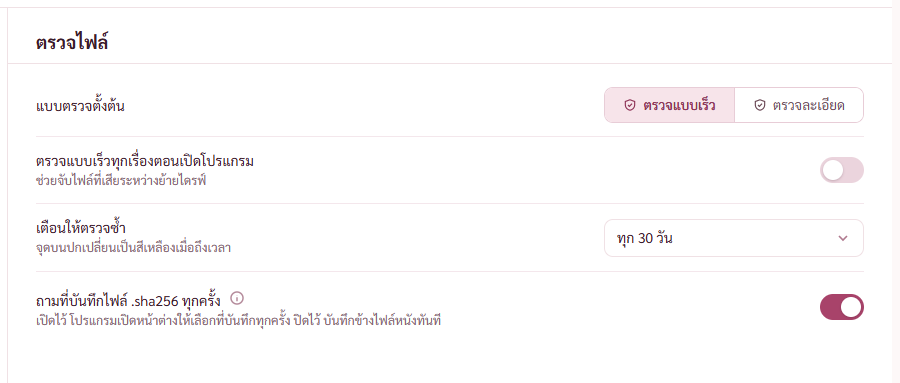 ตรวจไฟล์
แบบตรวจตั้งต้น
ตรวจแบบเร็ว
ตรวจละเอียด
ตรวจแบบเร็วทุกเรื่องตอนเปิดโปรแกรม
ช่วยจับไฟล์ที่เสียระหว่างย้ายไดรฟ์
เตือนให้ตรวจซ้ำ
จุดบนปกเปลี่ยนเป็นสีเหลืองเมื่อถึงเวลา
ทุก 30 วัน
ถามที่บันทึกไฟล์ .sha256 ทุกครั้ง
เปิดไว้ โปรแกรมเปิดหน้าต่างให้เลือกที่บันทึกทุกครั้ง ปิดไว้ บันทึกข้างไฟล์หนังทันที